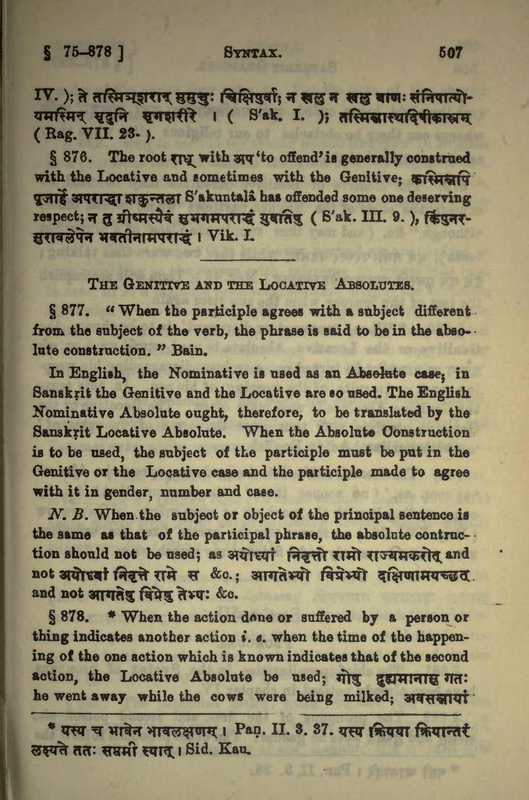 § 75-878 ] SYNTAX. 507
IV. ); ते तस्मिञ्शरान् मुमुचुः चिक्षिपुर्वा; न खलु न खलु बाणः संनिपात्यो-
यमस्मिन् मृदुनि मृगशरीरे । ( S'ak. I. ); तस्मिन्नास्थदिषीकास्त्रम्
( Rag. VII. 23. ).
§ 876. The root राध् with अप 'to offend' is generally construed
with the Locative and sometimes with the Genitive; कस्मिन्नपि
पूजार्हे अपराद्धा शकुन्तला S'akuntalâ has offended some one deserving
respect; न तु ग्रीष्मस्यैवं सुभगमपराद्धं युवतिषु ( S'ak. III. 9. ), किंपुनर-
सुरावलेपेन भवतीनामपराद्धं । Vik. I.
THE GENITIVE AND THE LOCATIVE ABSOLUTES.
§ 877. " When the participle agrees with a subject different
from the subject of the verb, the phrase is said to be in the abso-
lute construction. " Bain.
In English, the Nominative is used as an Absolute case; in
Sanskṛit the Genitive and the Locative are so used. The English
Nominative Absolute ought, therefore, to be translated by the
Sanskṛit Locative Absolute. When the Absolute Construction
is to be used, the subject of the participle must be put in the
Genitive or the Locative case and the participle made to agree
with it in gender, number and case.
N. B. When the subject or object of the principal sentence is
the same as that of the participal phrase, the absolute contruc-
tion should not be used; as अयोध्यां निवृत्तो रामो राज्यमकरोत् and
not अयोध्यां निवृत्ते रामे स &c.; आगतेभ्यो विप्रेभ्यो दक्षिणामयच्छत्
and not आगतेषु विप्रेषु तेभ्यः &c.
§ 878. * When the action done or suffered by a person or
thing indicates another action i. e. when the time of the happen-
ing of the one action which is known indicates that of the second
action, the Locative Absolute be used; गोषु दुह्यमानासु गतः
he went away while the cows were being milked; अवसन्नायां
* यस्य च भावेन भावलक्षणम् । Paṇ. II. 3. 37. यस्य क्रियया क्रियान्तरं
लक्ष्यते ततः सप्तमी स्यात् । Sid. Kau.